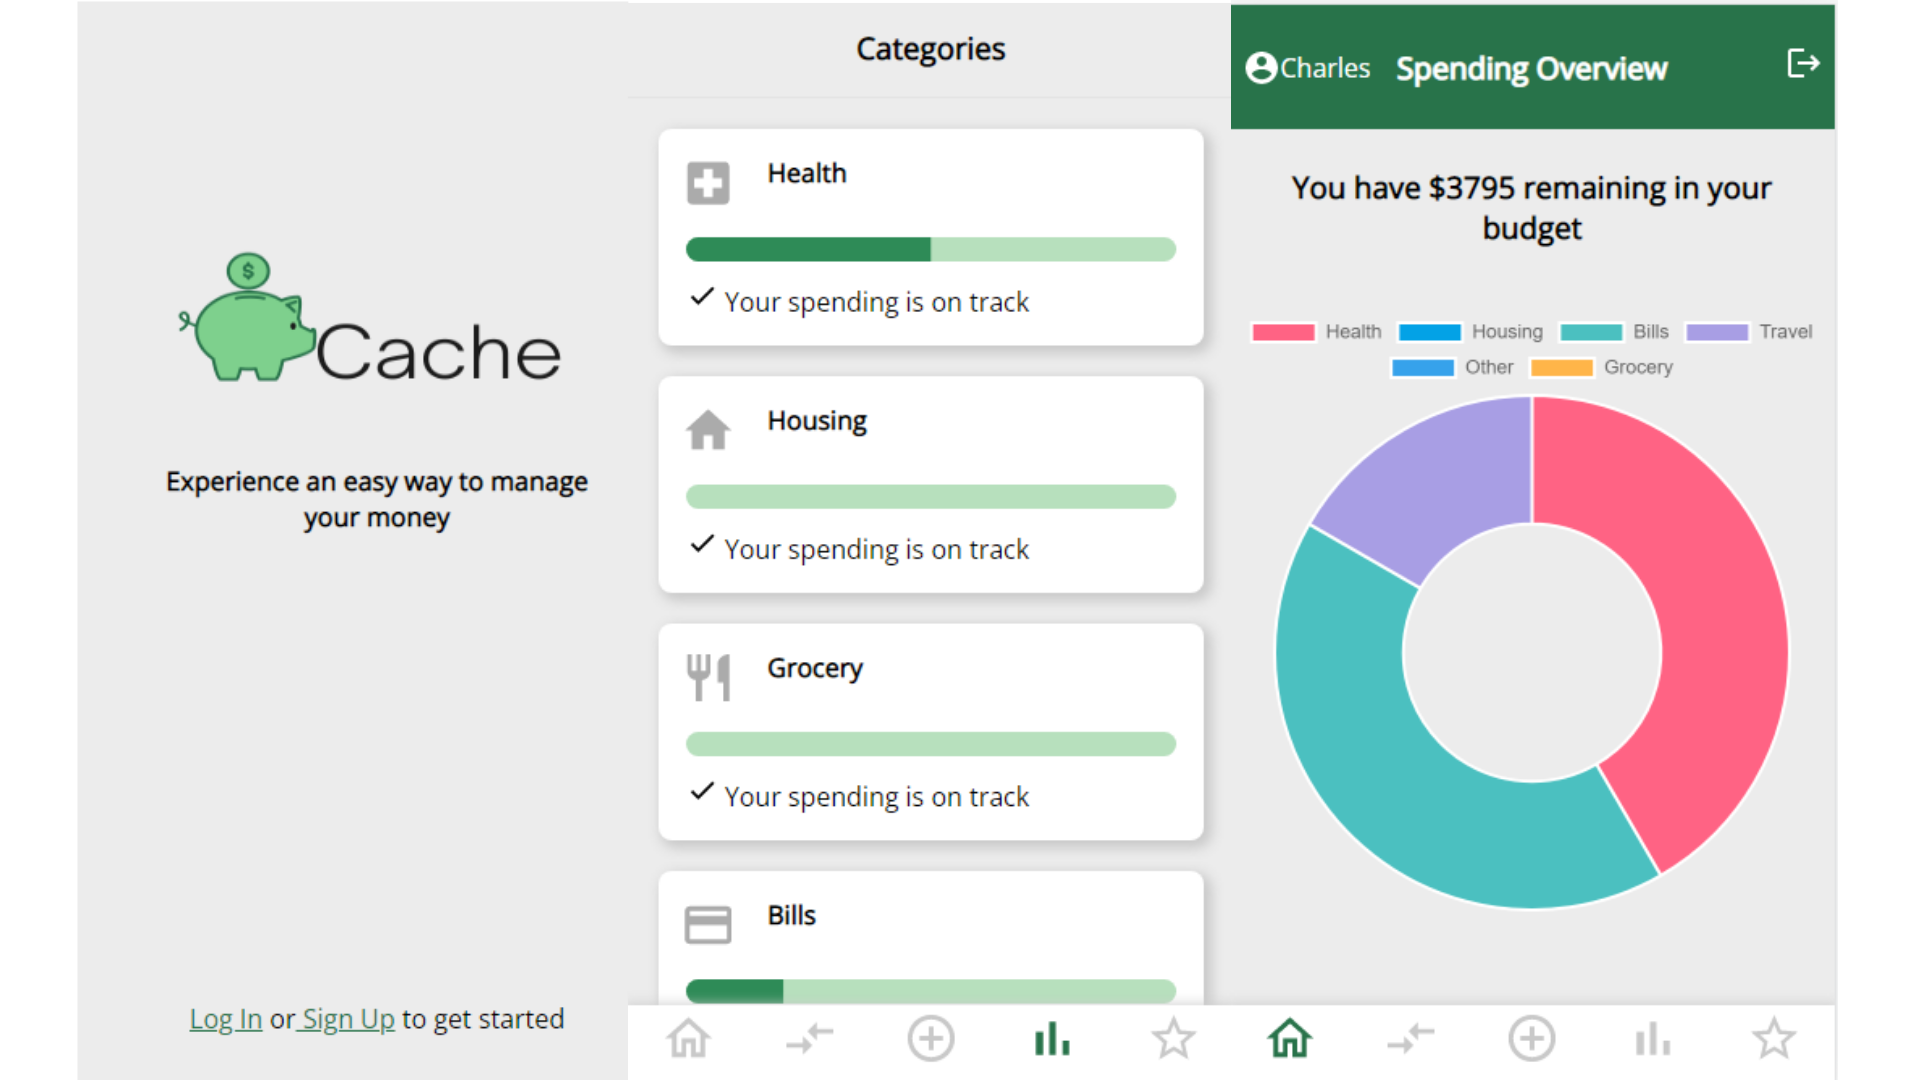 $
Cache
Experience an easy way to manage
your money
Log In or Sign Up to get started
Categories
Health
Your spending is on track
Housing
Your spending is on track
Grocery
Your spending is on track
Bills
Charles
Spending Overview
You have $3795 remaining in your
budget
Health Housing Bills Travel
Other Grocery